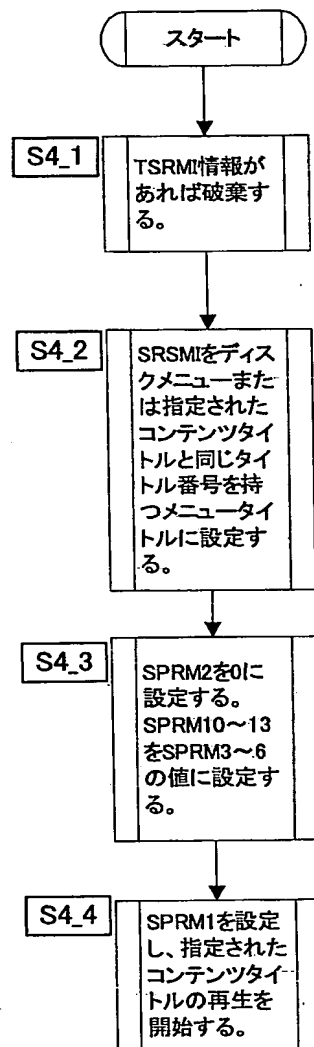 スタート
S4_1
TSRMI情報が
あれば破棄す
る。
S4_2
SRSMIをディス
クメニューまた
は指定された
コンテンツタイ
トルと同じタイ
トル番号を持
つメニュータイ
トルに設定す
る。
S4_3
SPRM2を0に
設定する。
SPRM10～13
をSPRM3～6
の値に設定す
る。
S4_4
SPRM1を設定
し、指定された
コンテンツタイ
トルの再生を
開始する。